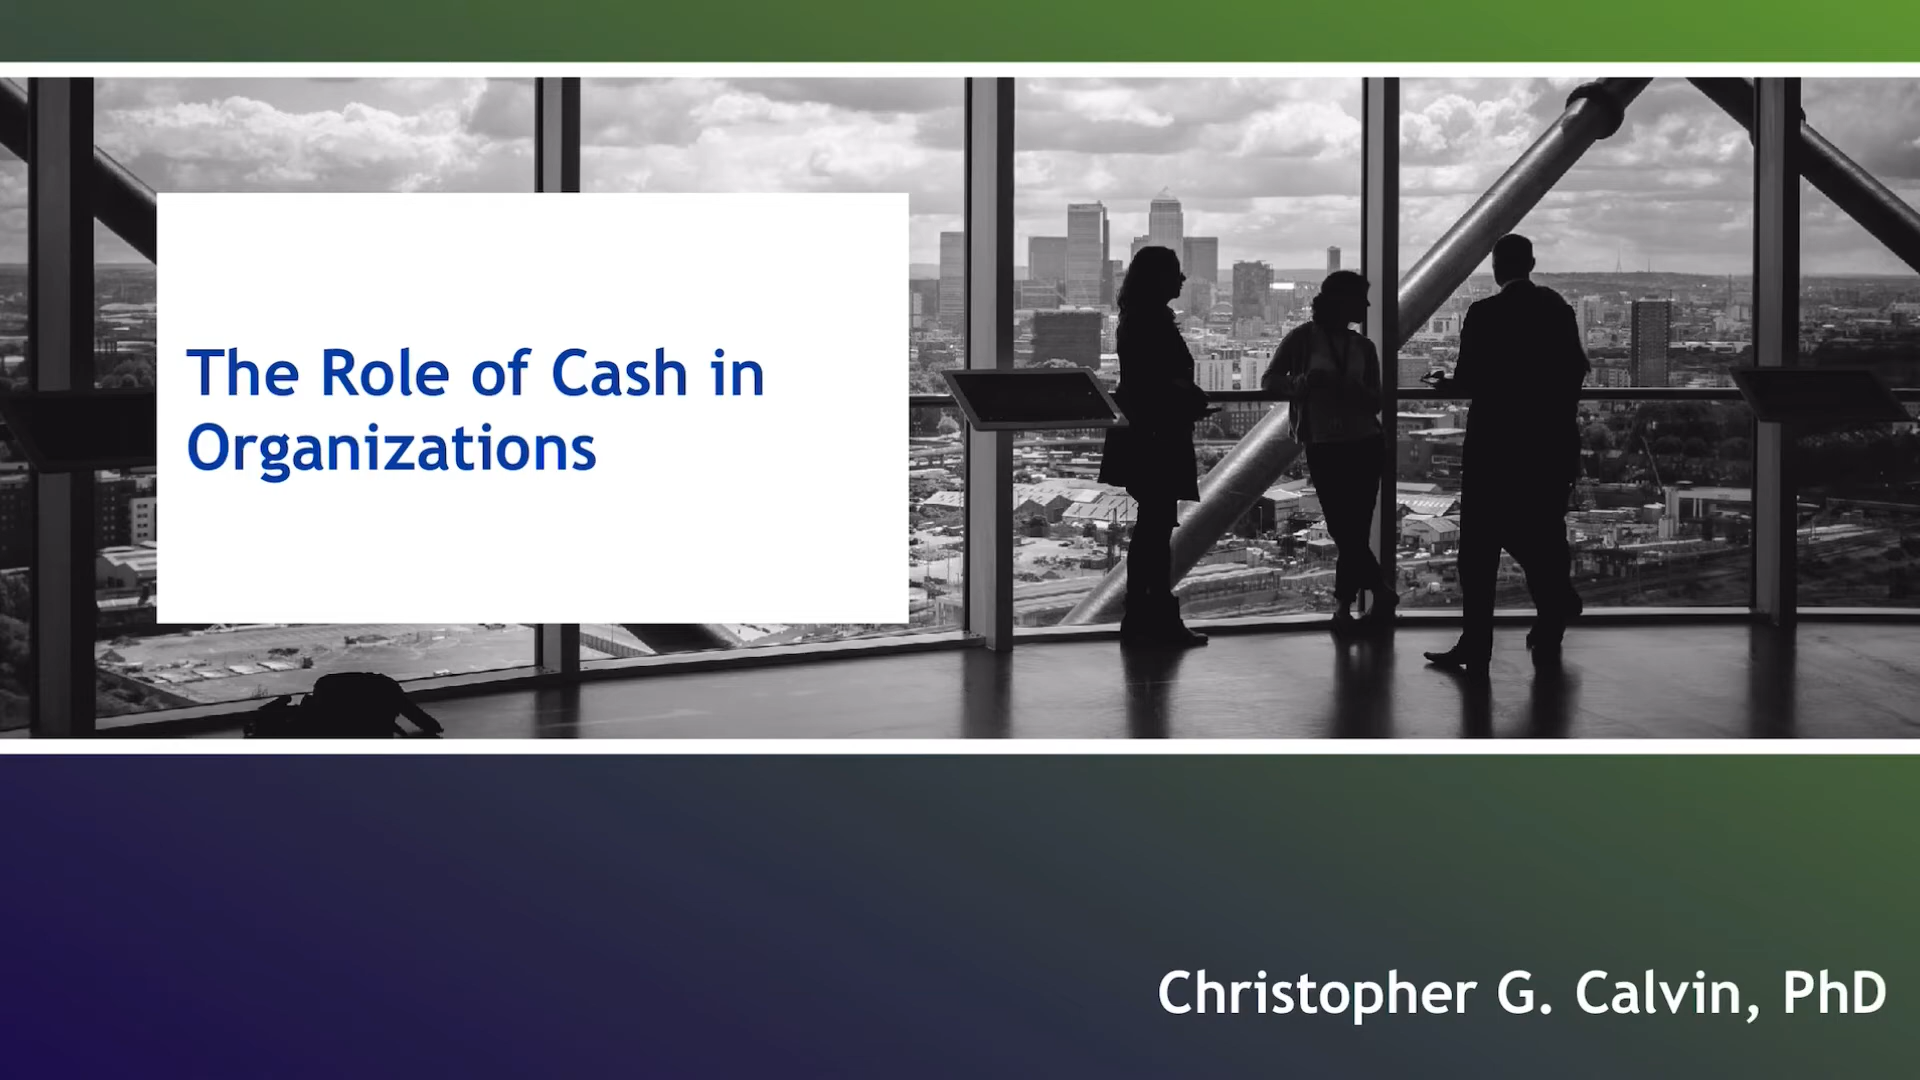 The Role of Cash in
Organizations
Christopher G. Calvin, PhD